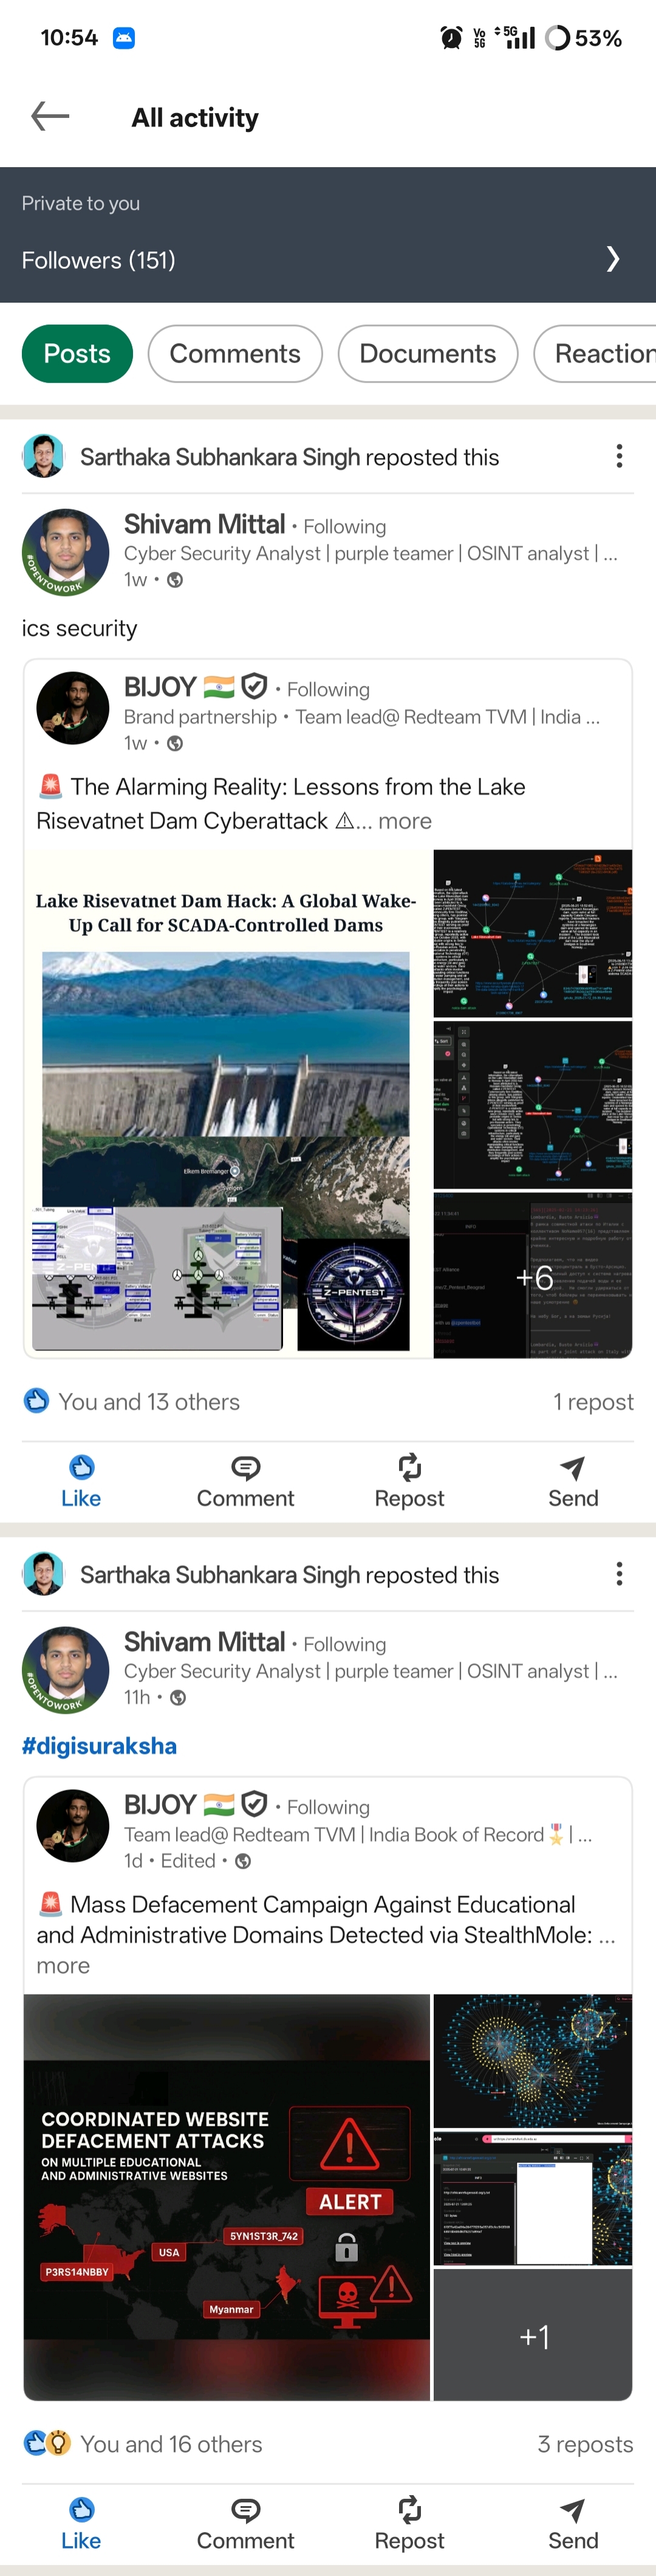 10:54
Vo 5G
5G
53%
All activity
Private to you
Followers (151)
Posts
Comments
Documents
Reaction
Sarthaka Subhankara Singh reposted this
Shivam Mittal • Following
Cyber Security Analyst | purple teamer | OSINT analyst | ...
1w •
#OPENTOWORK
ics security
BIJOY 🇮🇳 • Following
Brand partnership • Team lead@ Redteam TVM | India ...
1w •
🚨 The Alarming Reality: Lessons from the Lake
Risevatnet Dam Cyberattack ⚠... more
Lake Risevatnet Dam Hack: A Global Wake-
Up Call for SCADA-Controlled Dams
Elkem Bremanger
Svelgen
Z-PENTEST
+6
You and 13 others
1 repost
Like
Comment
Repost
Send
Sarthaka Subhankara Singh reposted this
Shivam Mittal • Following
Cyber Security Analyst | purple teamer | OSINT analyst | ...
11h •
#OPENTOWORK
#digisuraksha
BIJOY 🇮🇳 • Following
Team lead@ Redteam TVM | India Book of Record 🎖️ | ...
1d • Edited •
🚨 Mass Defacement Campaign Against Educational
and Administrative Domains Detected via StealthMole: ...
more
COORDINATED WEBSITE
DEFACEMENT ATTACKS
ON MULTIPLE EDUCATIONAL
AND ADMINISTRATIVE WEBSITES
ALERT
5YN1ST3R_742
USA
P3RS14NBBY
Myanmar
+1
You and 16 others
3 reposts
Like
Comment
Repost
Send